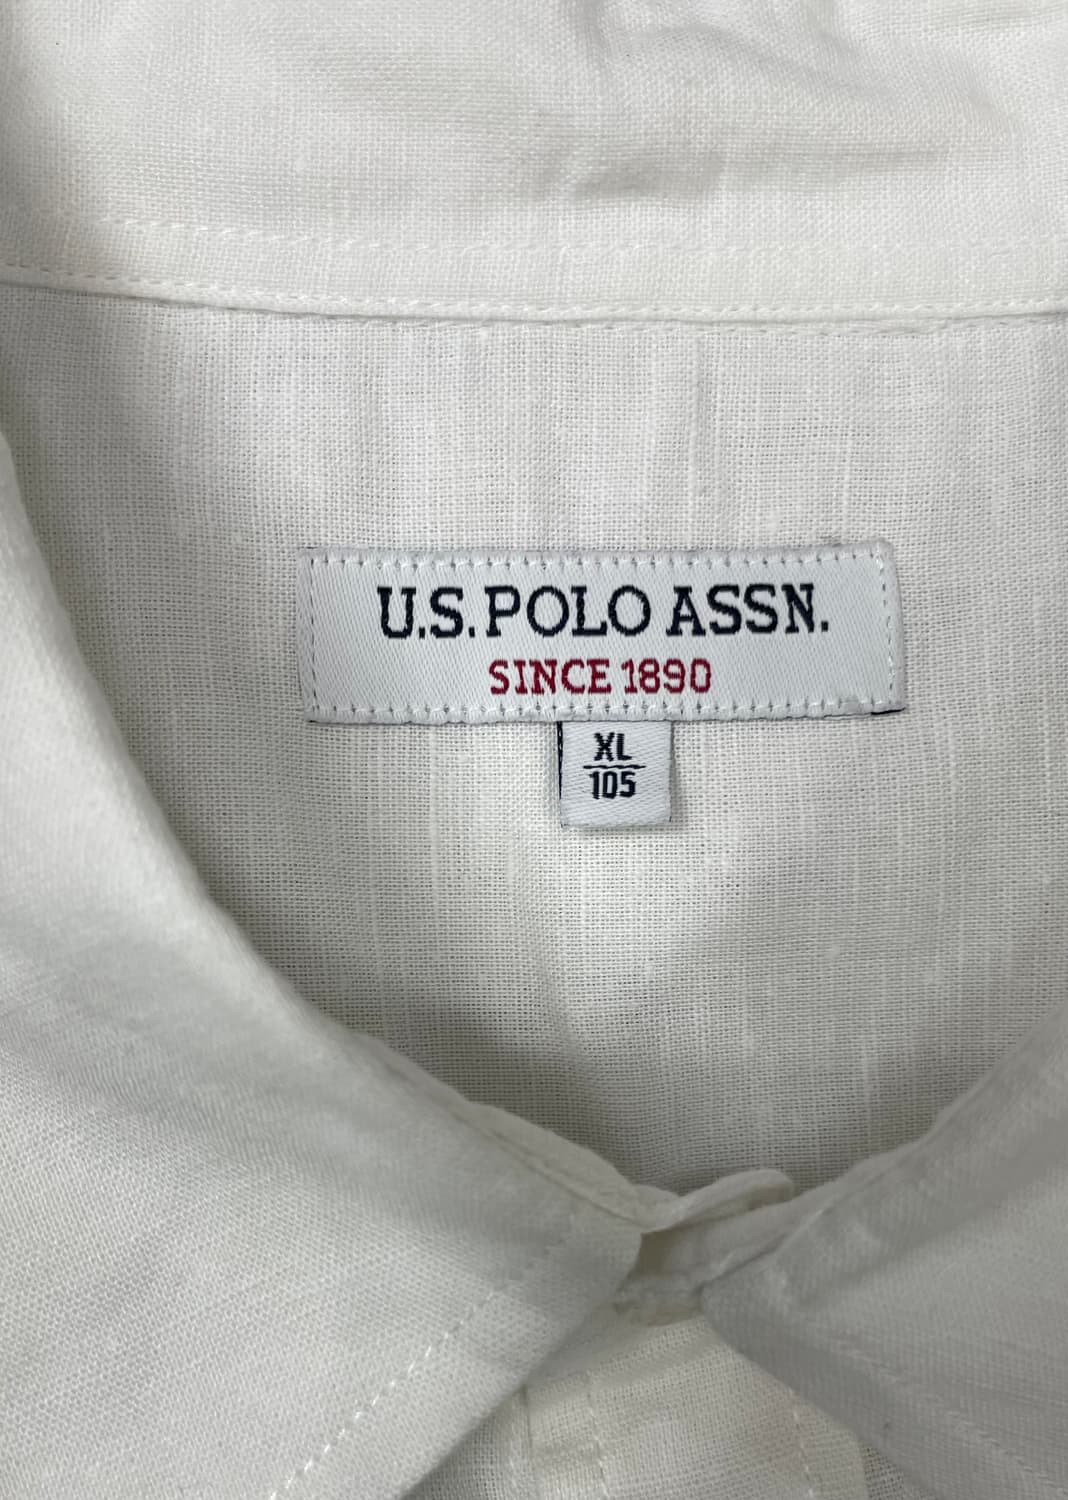 U.S. POLO ASSN.
SINCE 1890
XL
105